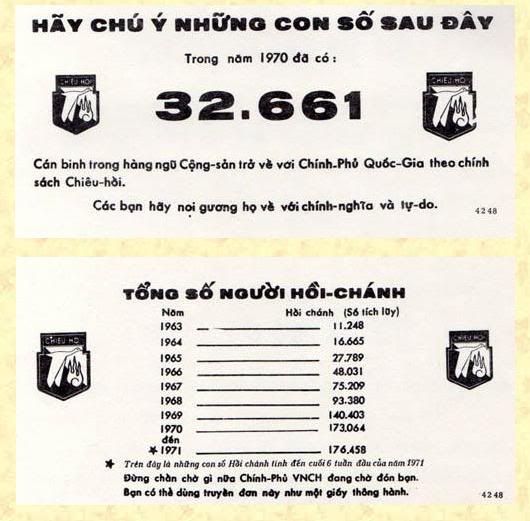 HÃY CHÚ Ý NHỮNG CON SỐ SAU ĐÂY
Trong năm 1970 đã có :
CHIÊU-HỒI
32.661
CHIÊU-HỒI
Cán binh trong hàng ngũ Cộng-sản trở về với Chính-Phủ Quốc-Gia theo chính
sách Chiêu-hồi.
Các bạn hãy noi gương họ về với chính-nghĩa và tự-do.
4248
TỔNG SỐ NGƯỜI HỒI-CHÁNH
Năm Hồi chánh (Số tích lũy)
CHIÊU-HỒI
CHIÊU-HỒI
1963 11.248
1964 16.665
1965 27.789
1966 48.031
1967 75.209
1968 93.380
1969 140.403
1970 173.064
đến
* 1971 176.458
* Trên đây là những con số Hồi chánh tính đến cuối 6 tuần đầu của năm 1971
Đừng chần chờ gì nữa Chính-Phủ VNCH đang chờ đón bạn.
Bạn có thể dùng truyền đơn này như một giấy thông hành.
4248